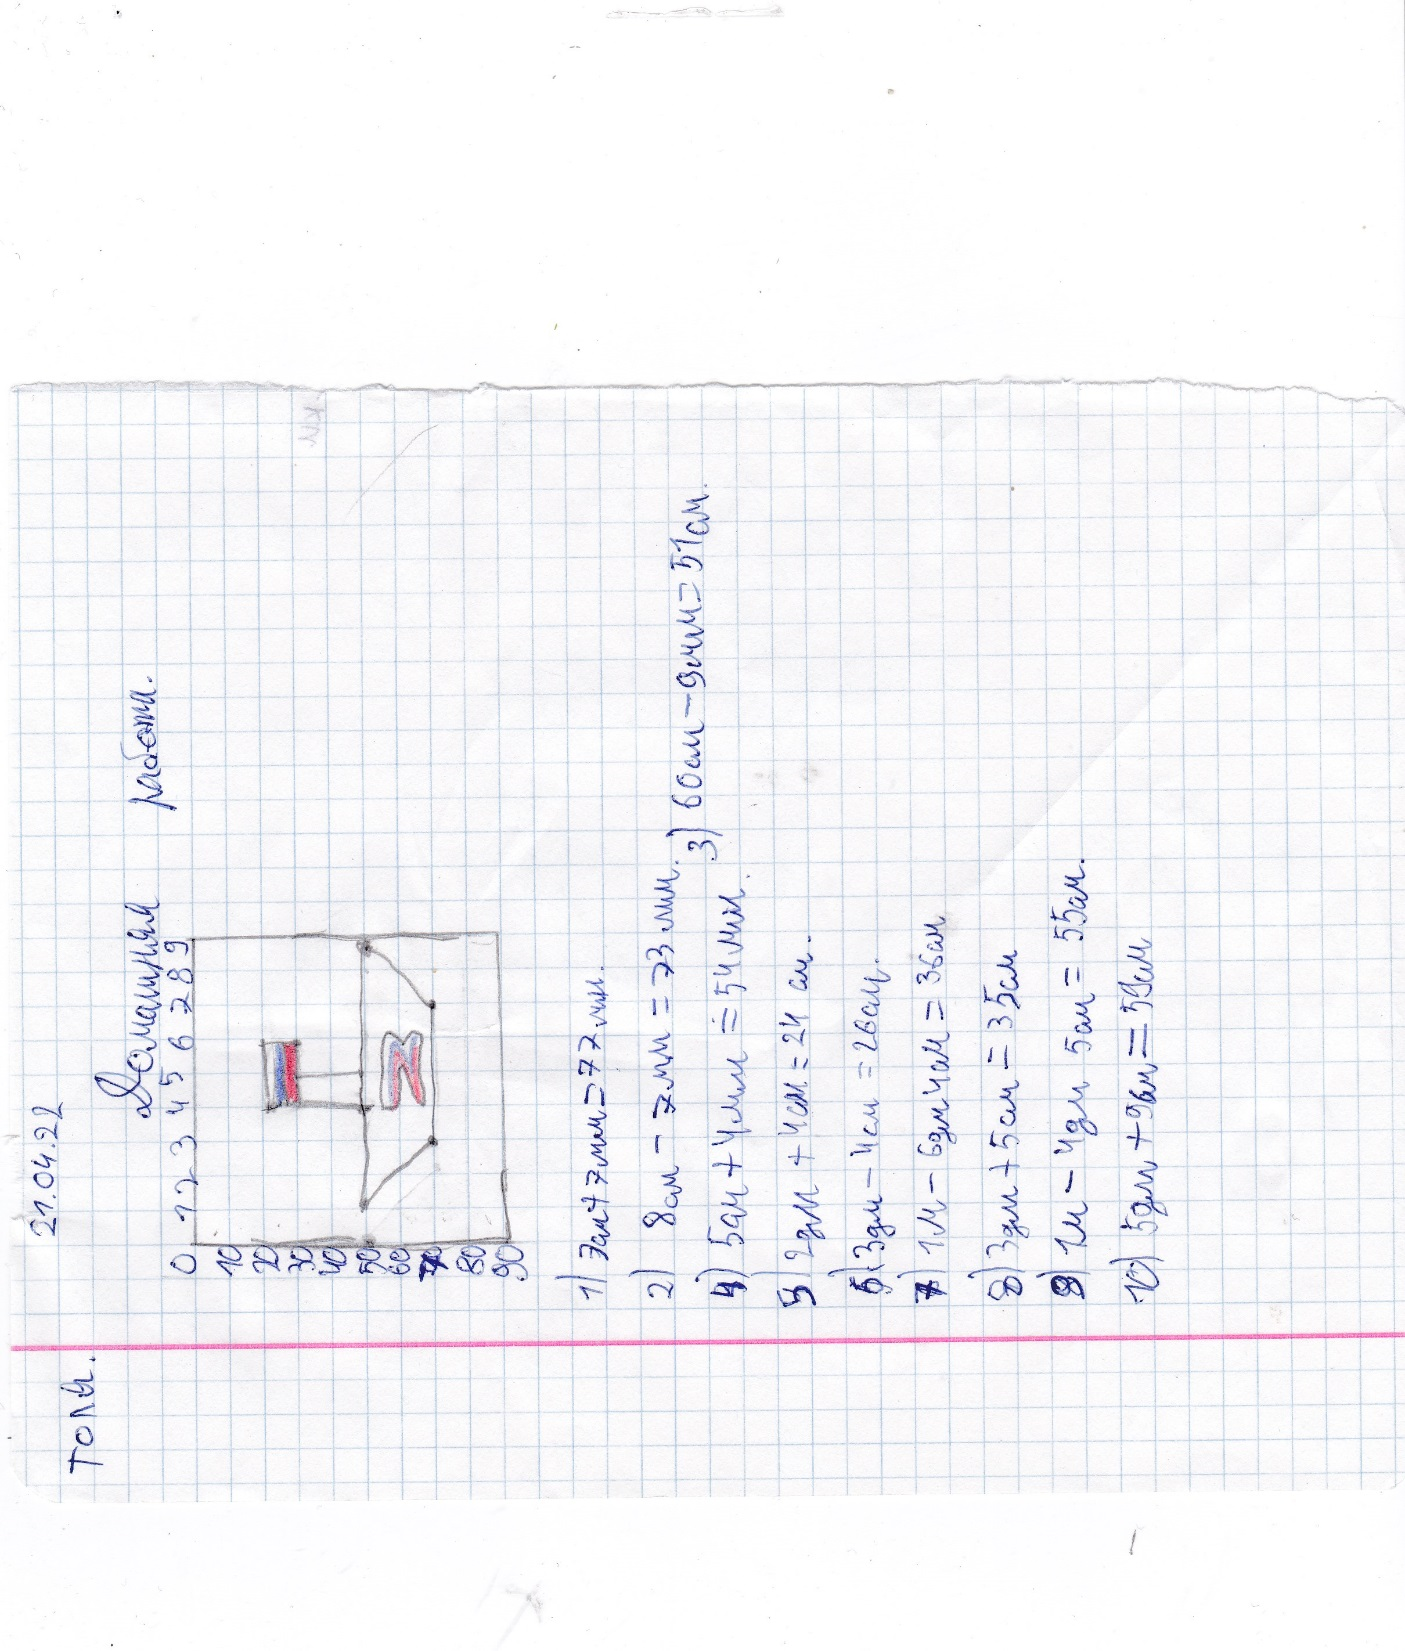 21.04.22
Толя.
Домашняя работа.
1 2 3 4 5 6 7 8 9
0
10
20
30
40
50
60
70
80
90
1) 7см+7мм=77мм.
2) 8см-7мм=73мм. 3) 60см-9мм=51см.
4) 5см+4мм=54мм.
5) 2дм+4см=24 см.
6) 3дм-4см=26см.
7) 1м-6дм4см=36см
8) 3дм+5см=35см
9) 1м-4дм 5см=55см.
10) 5дм+9см=59см